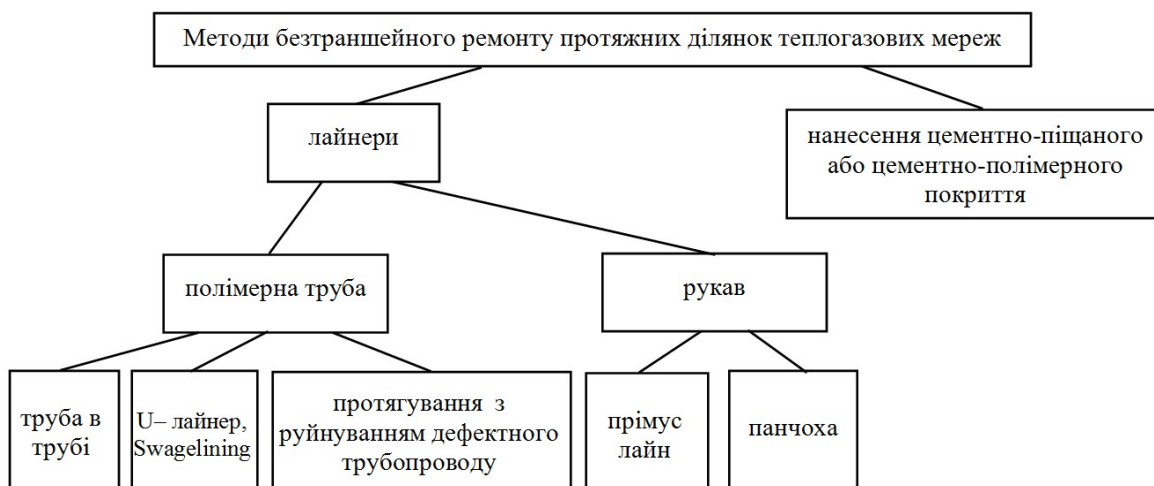 Методи безтраншейного ремонту протяжних ділянок теплогазових мереж
лайнери
нанесення цементно-піщаного
або цементно-полімерного
покриття
полімерна труба
рукав
труба в
трубі
U– лайнер,
Swagelining
протягування з
руйнуванням дефектного
трубопроводу
прімус
лайн
панчоха